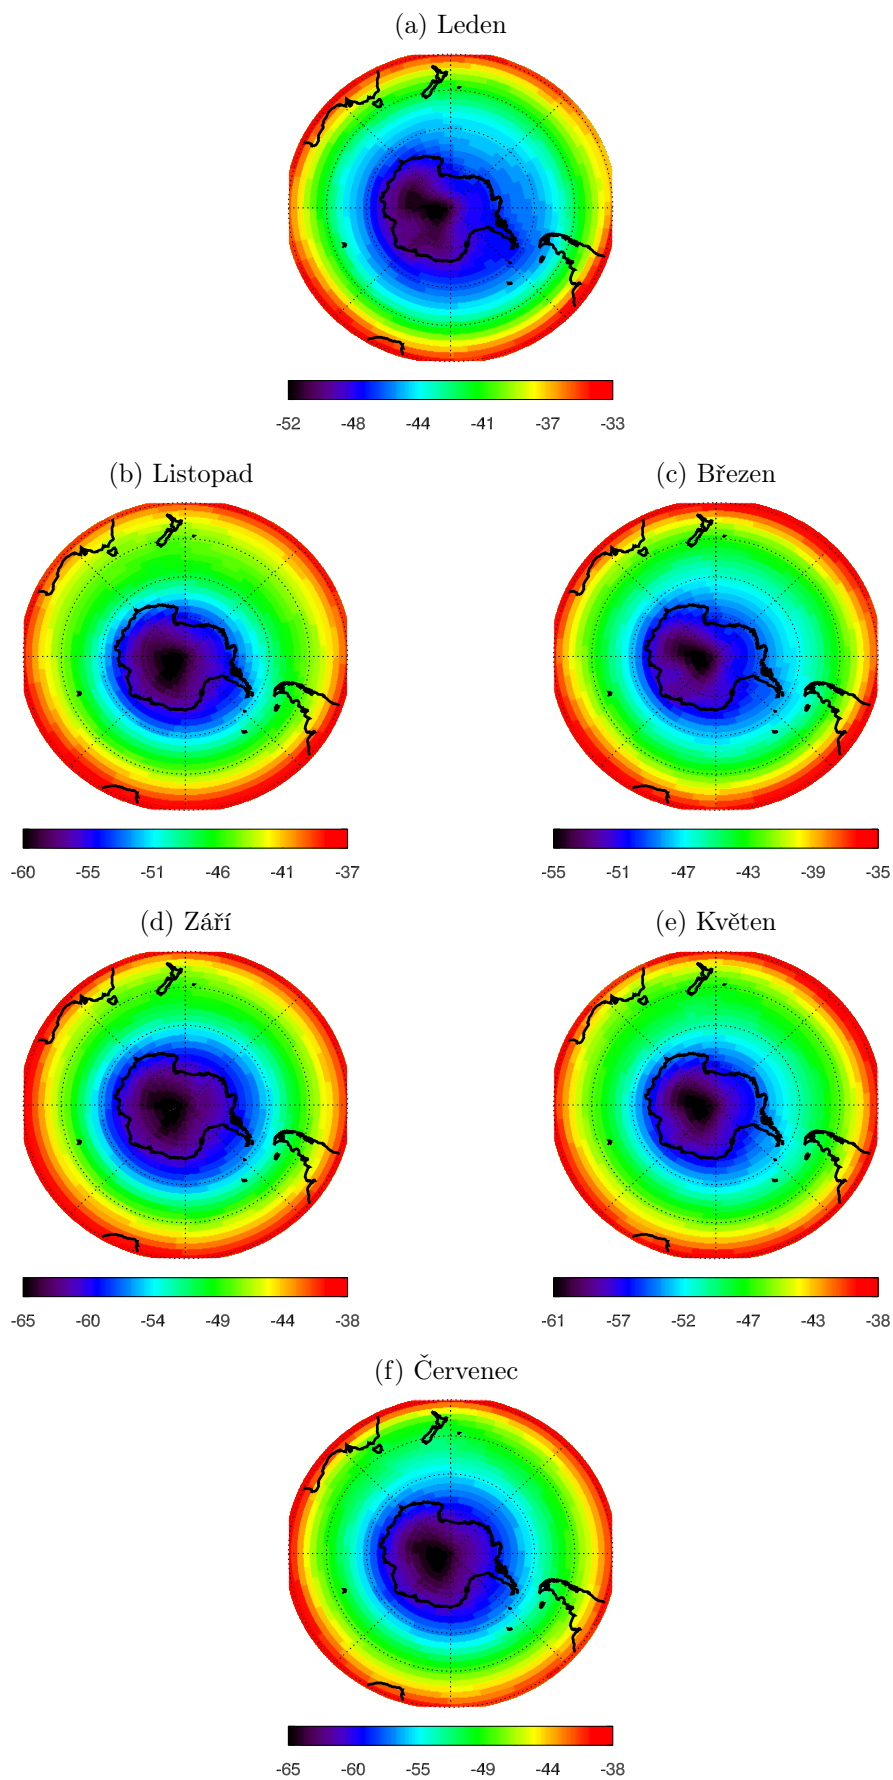 (a) Leden
-52 -48 -44 -41 -37 -33
(b) Listopad
(c) Březen
-60 -55 -51 -46 -41 -37
-55 -51 -47 -43 -39 -35
(d) Září
(e) Květen
-65 -60 -54 -49 -44 -38
-61 -57 -52 -47 -43 -38
(f) Červenec
-65 -60 -55 -49 -44 -38